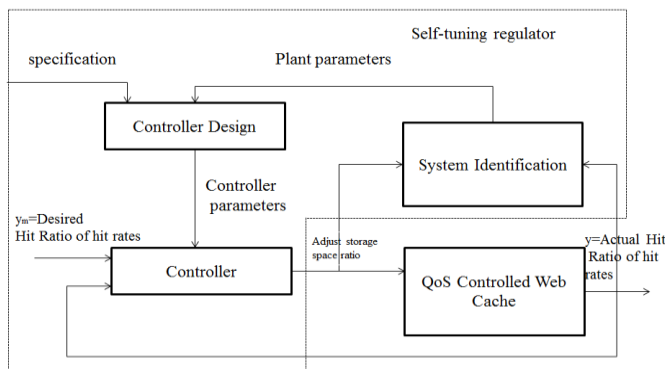 Self-tuning regulator
specification
Plant parameters
Controller Design
System Identification
Controller
parameters
yₘ=Desired
Hit Ratio of hit rates
Adjust storage
space ratio
y=Actual Hit
Ratio of hit
rates
Controller
QoS Controlled Web
Cache